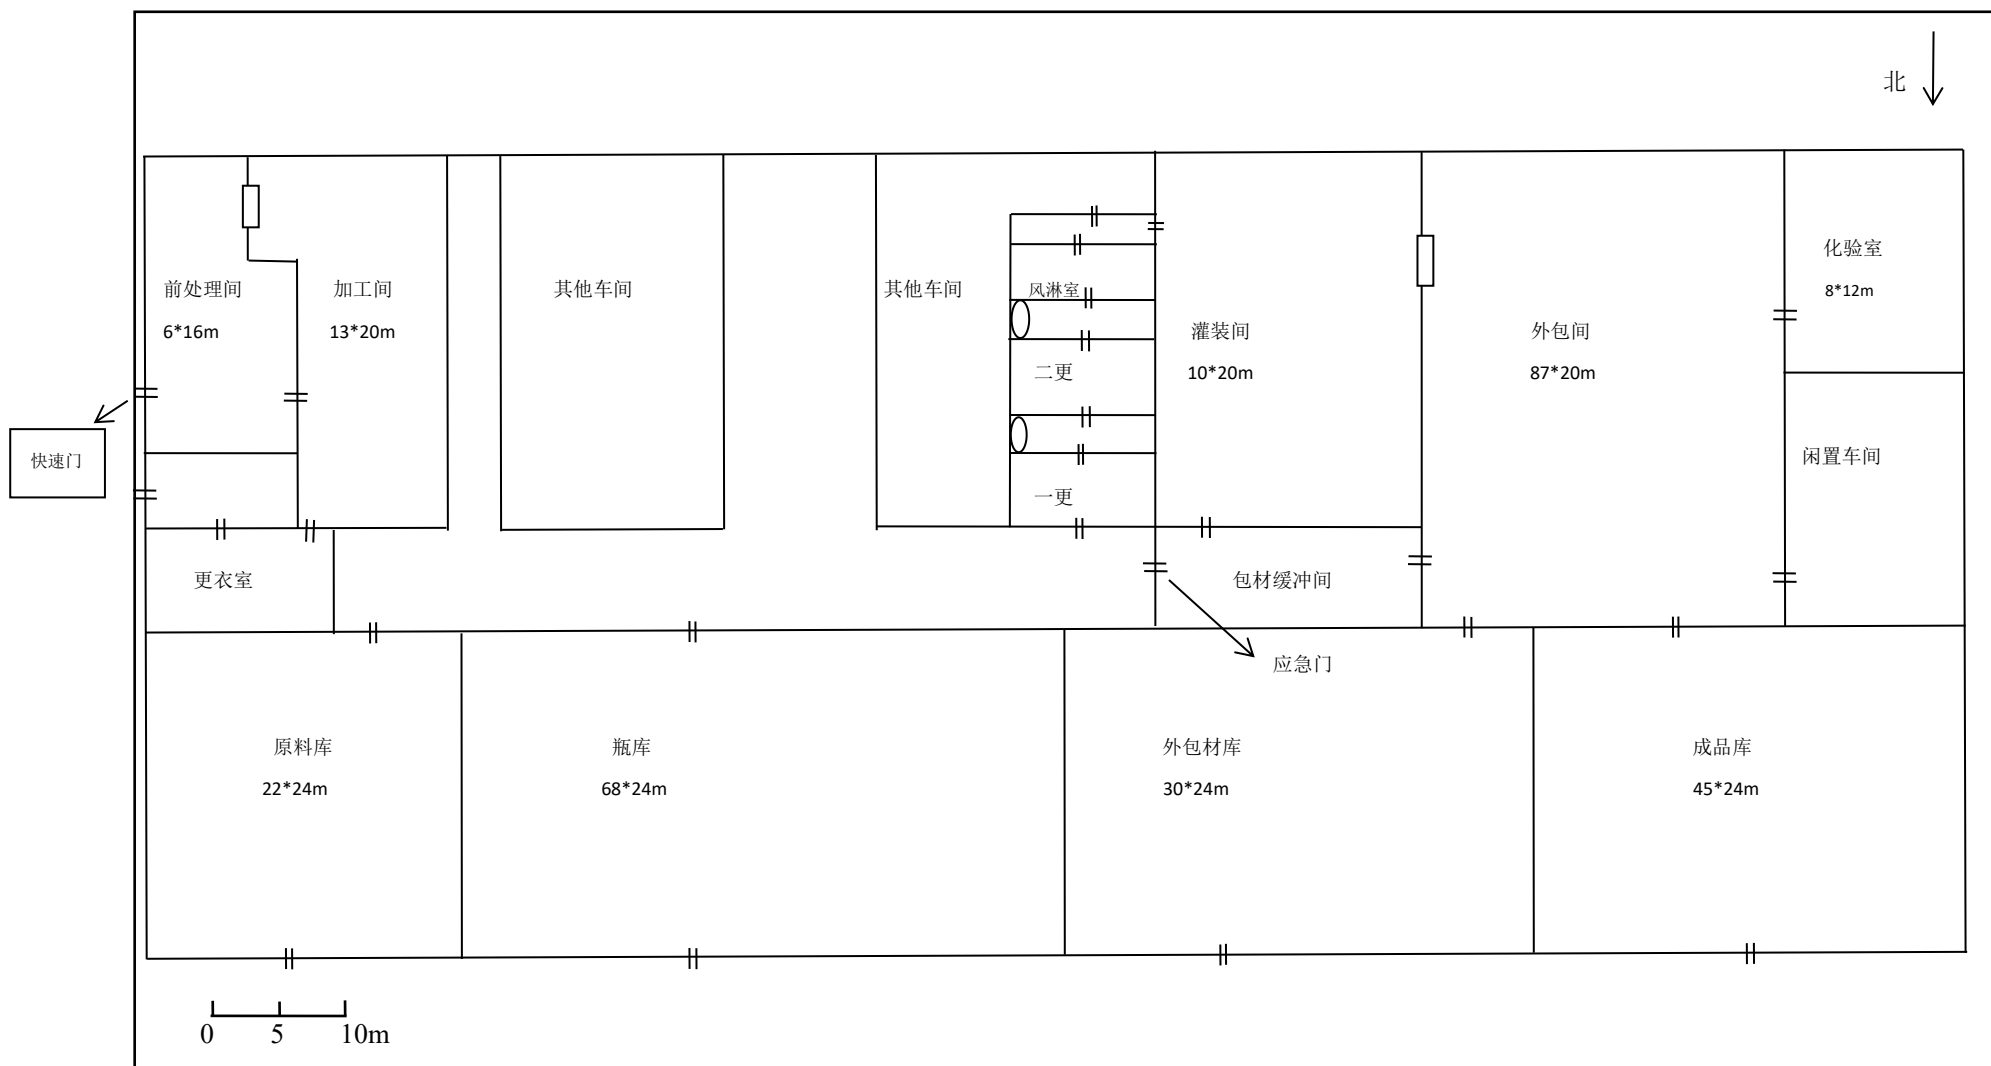 北
化验室
8*12m
前处理间
6*16m
加工间
13*20m
其他车间
其他车间
风淋室
灌装间
10*20m
外包间
87*20m
二更
闲置车间
快速门
一更
更衣室
包材缓冲间
应急门
原料库
22*24m
瓶库
68*24m
外包材库
30*24m
成品库
45*24m
0 5 10m